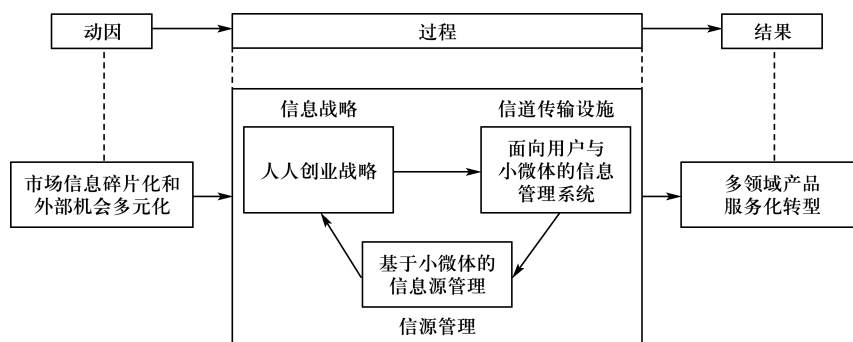 动因
过程
结果
信息战略
信道传输设施
人人创业战略
面向用户与
小微体的信息
管理系统
市场信息碎片化和
外部机会多元化
多领域产品
服务化转型
基于小微体的
信息源管理
信源管理